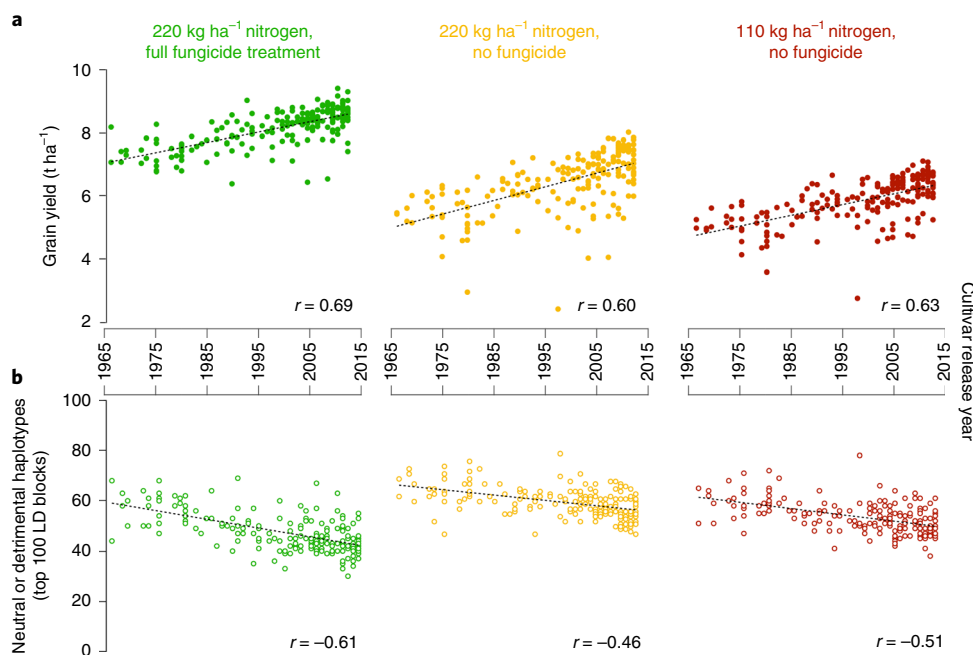 a
220 kg ha⁻¹ nitrogen,
full fungicide treatment
220 kg ha⁻¹ nitrogen,
no fungicide
110 kg ha⁻¹ nitrogen,
no fungicide
Grain yield (t ha⁻¹)
10
8
6
4
2
r = 0.69
r = 0.60
r = 0.63
1965
1975
1985
1995
2005
2015
1965
1975
1985
1995
2005
2015
1965
1975
1985
1995
2005
2015
Cultivar release year
b
Neutral or detrimental haplotypes
(top 100 LD blocks)
100
80
60
40
20
0
r = −0.61
r = −0.46
r = −0.51